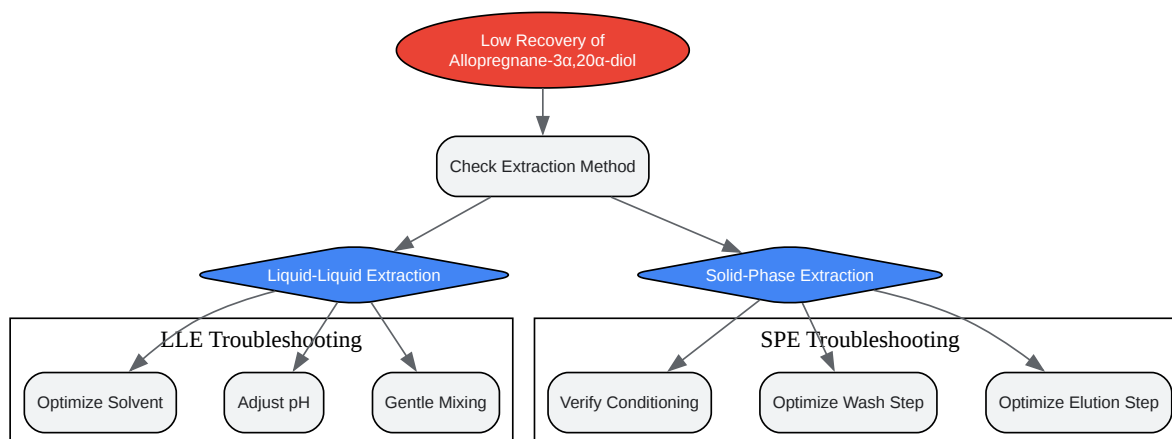 Low Recovery of
Allopregnane-3α,20α-diol
Check Extraction Method
Liquid-Liquid Extraction
Solid-Phase Extraction
LLE Troubleshooting
SPE Troubleshooting
Optimize Solvent
Adjust pH
Gentle Mixing
Verify Conditioning
Optimize Wash Step
Optimize Elution Step